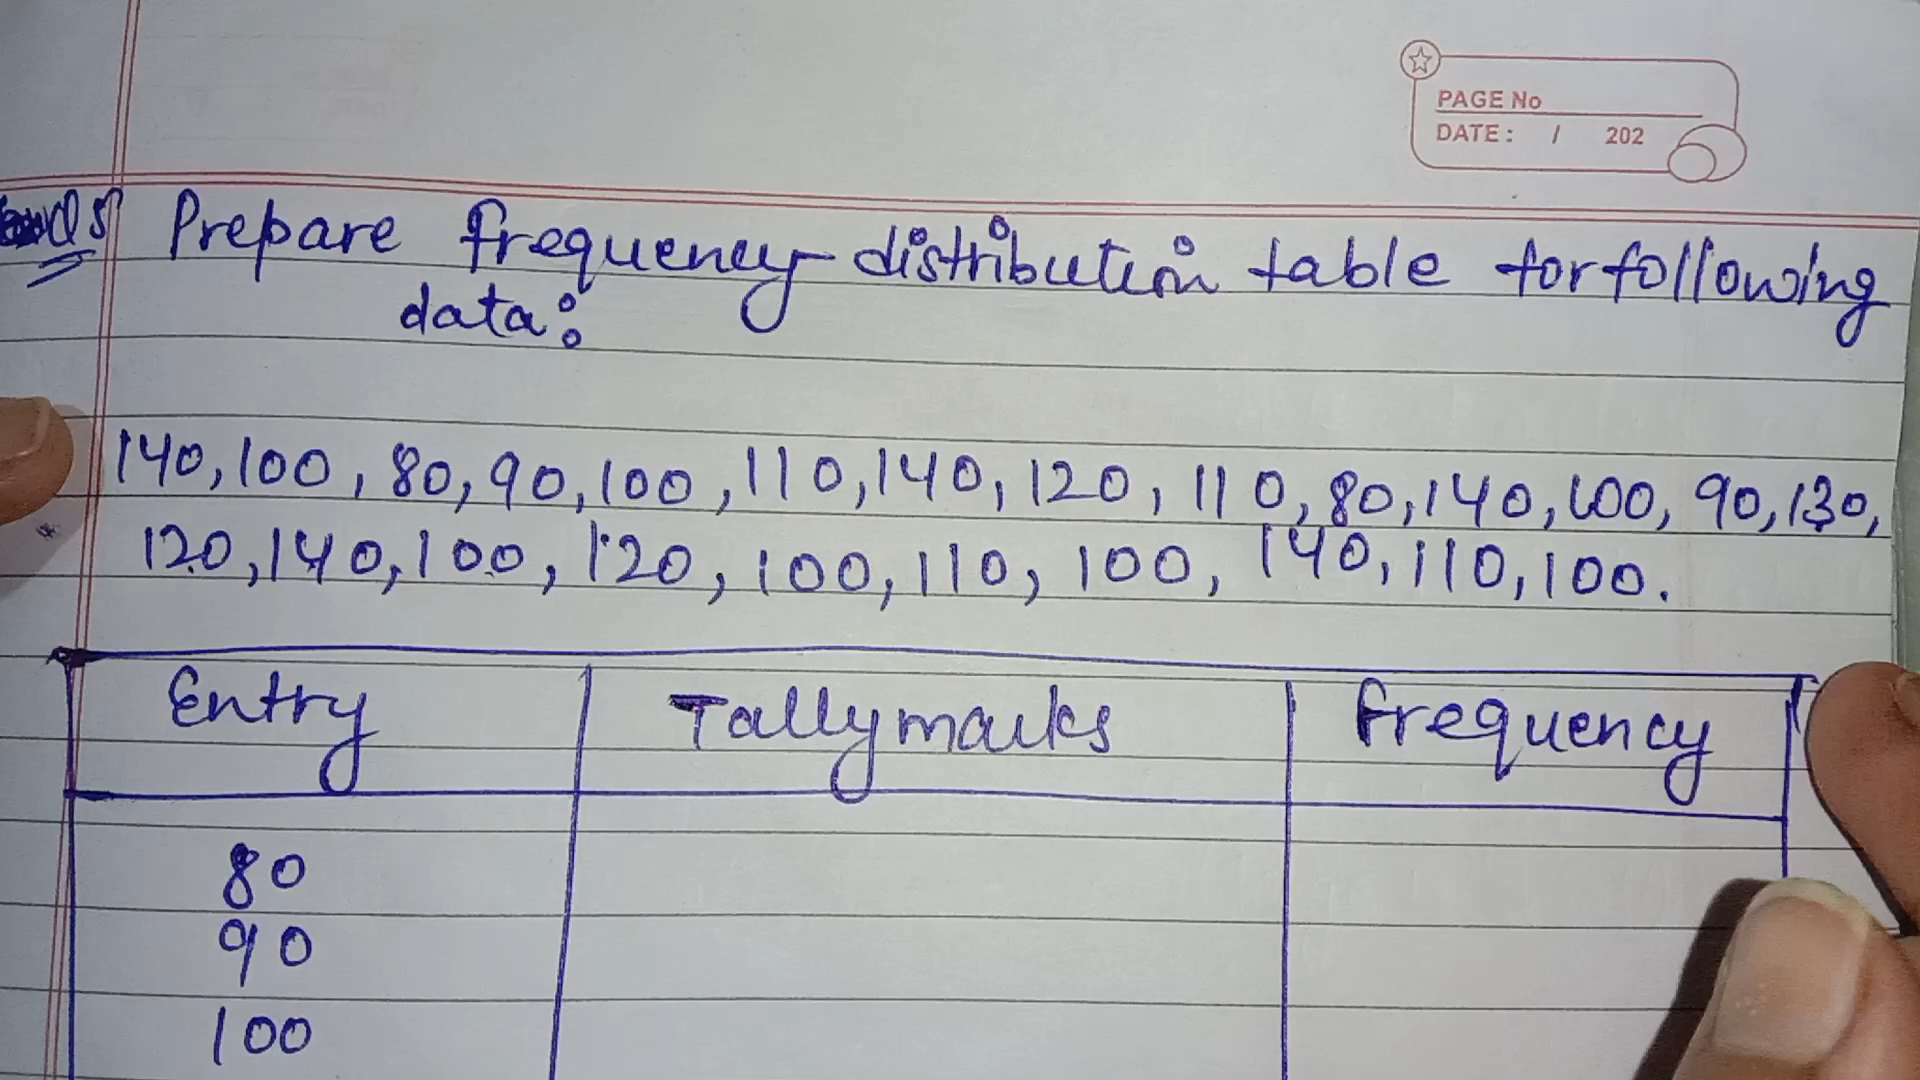 PAGE No
DATE: / 202
Q5 Prepare frequency distribution table for following
data:
140, 100, 80, 90, 100, 110, 140, 120, 110, 80, 140, 100, 90, 130,
120, 140, 100, 120, 100, 110, 100, 140, 110, 100.
Entry Tallymarks frequency
80
90
100